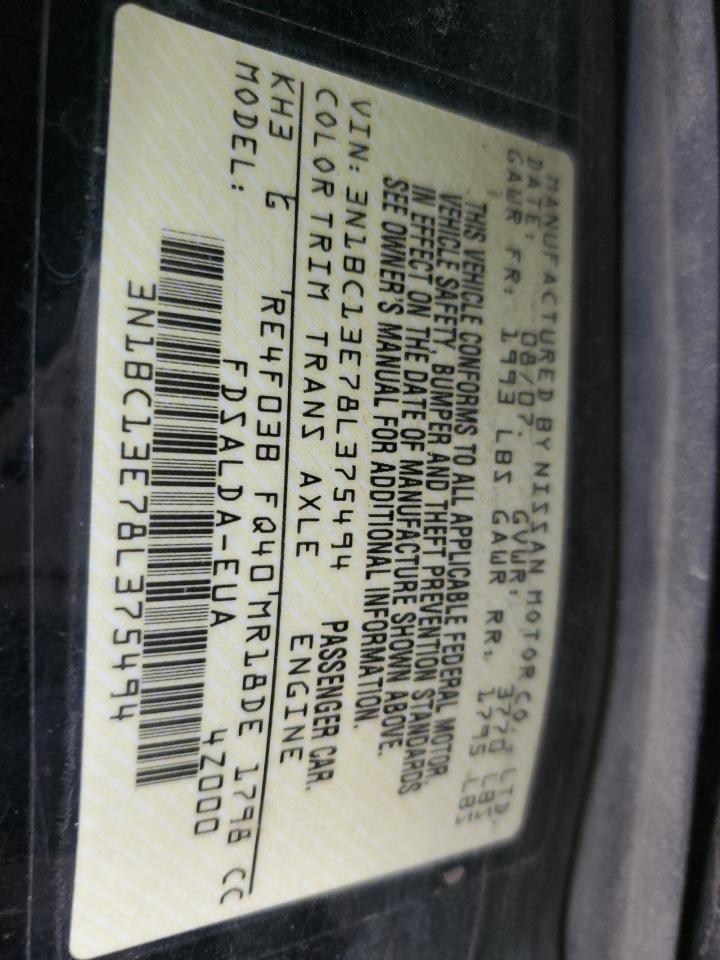 MANUFACTURED BY NISSAN MOTOR CO., LTD.
DATE: 08/07. GVWR: 3770 LBS
GAWR FR: 1993 LBS GAWR RR: 1795 LBS
THIS VEHICLE CONFORMS TO ALL APPLICABLE FEDERAL MOTOR
VEHICLE SAFETY, BUMPER AND THEFT PREVENTION STANDARDS
IN EFFECT ON THE DATE OF MANUFACTURE SHOWN ABOVE.
SEE OWNER'S MANUAL FOR ADDITIONAL INFORMATION.
VIN: 3N1BC13E78L375494 PASSENGER CAR.
COLOR TRIM TRANS AXLE ENGINE
KH3 G RE4F03B FQ40 MR18DE 1798 CC
MODEL: FDSALDA-EUA 4Z000
3N1BC13E78L375494